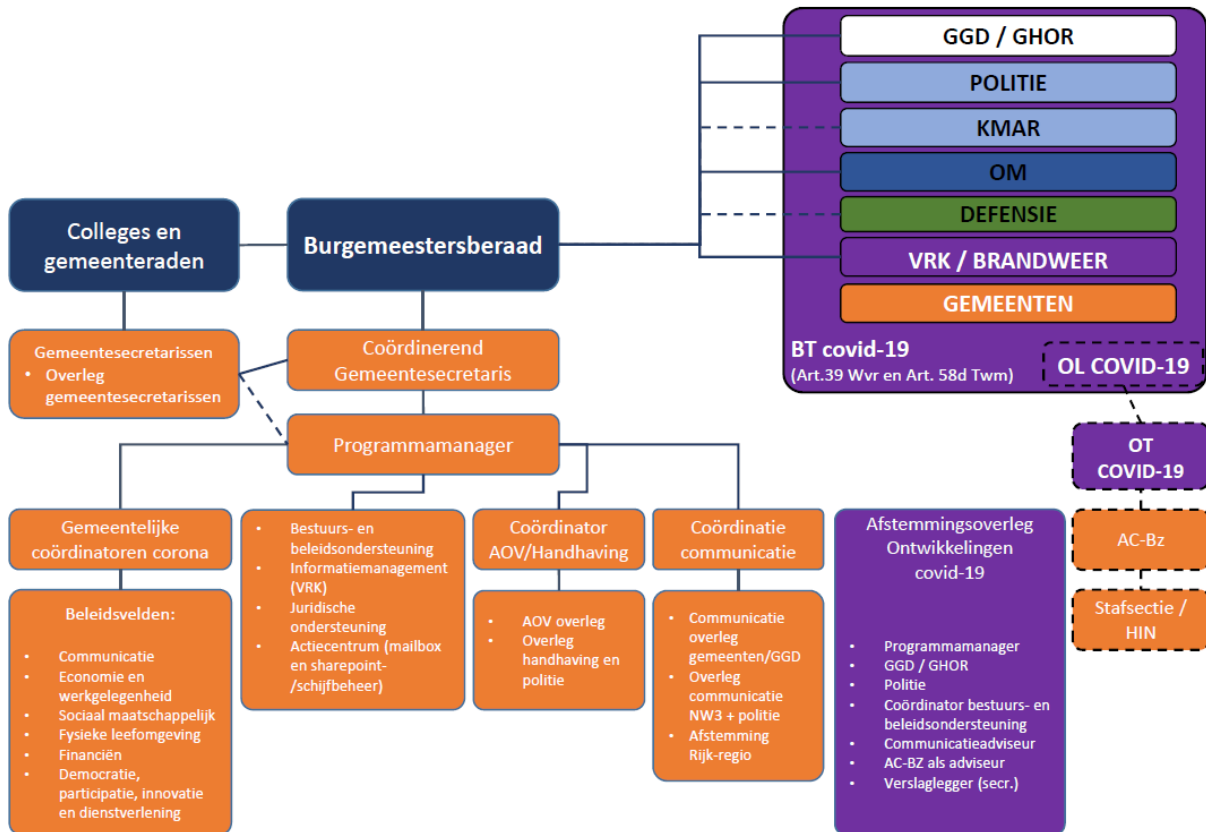 GGD / GHOR
POLITIE
KMAR
OM
DEFENSIE
VRK / BRANDWEER
GEMEENTEN
BT covid-19
(Art.39 Wvr en Art. 58d Twm)
OL COVID-19
OT
COVID-19
AC-Bz
Stafsectie /
HIN
Colleges en
gemeenteraden
Burgemeestersberaad
Gemeentesecretarissen
• Overleg
gemeentesecretarissen
Coördinerend
Gemeentesecretaris
Programmamanager
Gemeentelijke
coördinatoren corona
Beleidsvelden:
• Communicatie
• Economie en
werkgelegenheid
• Sociaal maatschappelijk
• Fysieke leefomgeving
• Financiën
• Democratie,
participatie, innovatie
en dienstverlening
• Bestuurs- en
beleidsondersteuning
• Informatiemanagement
(VRK)
• Juridische
ondersteuning
• Actiecentrum (mailbox
en sharepoint-
/schijfbeheer)
Coördinator
AOV/Handhaving
• AOV overleg
• Overleg
handhaving en
politie
Coördinatie
communicatie
• Communicatie
overleg
gemeenten/GGD
• Overleg
communicatie
NW3 + politie
• Afstemming
Rijk-regio
Afstemmingsoverleg
Ontwikkelingen
covid-19
• Programmamanager
• GGD / GHOR
• Politie
• Coördinator bestuurs- en
beleidsondersteuning
• Communicatieadviseur
• AC-BZ als adviseur
• Verslaglegger (secr.)